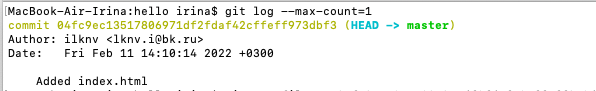 MacBook-Air-Irina:hello irina$ git log --max-count=1
commit 04fc9ec13517806971df2fdaf42cffeff973dbf3 (HEAD -> master)
Author: ilknv <lknv.i@bk.ru>
Date:   Fri Feb 11 14:10:14 2022 +0300
    Added index.html